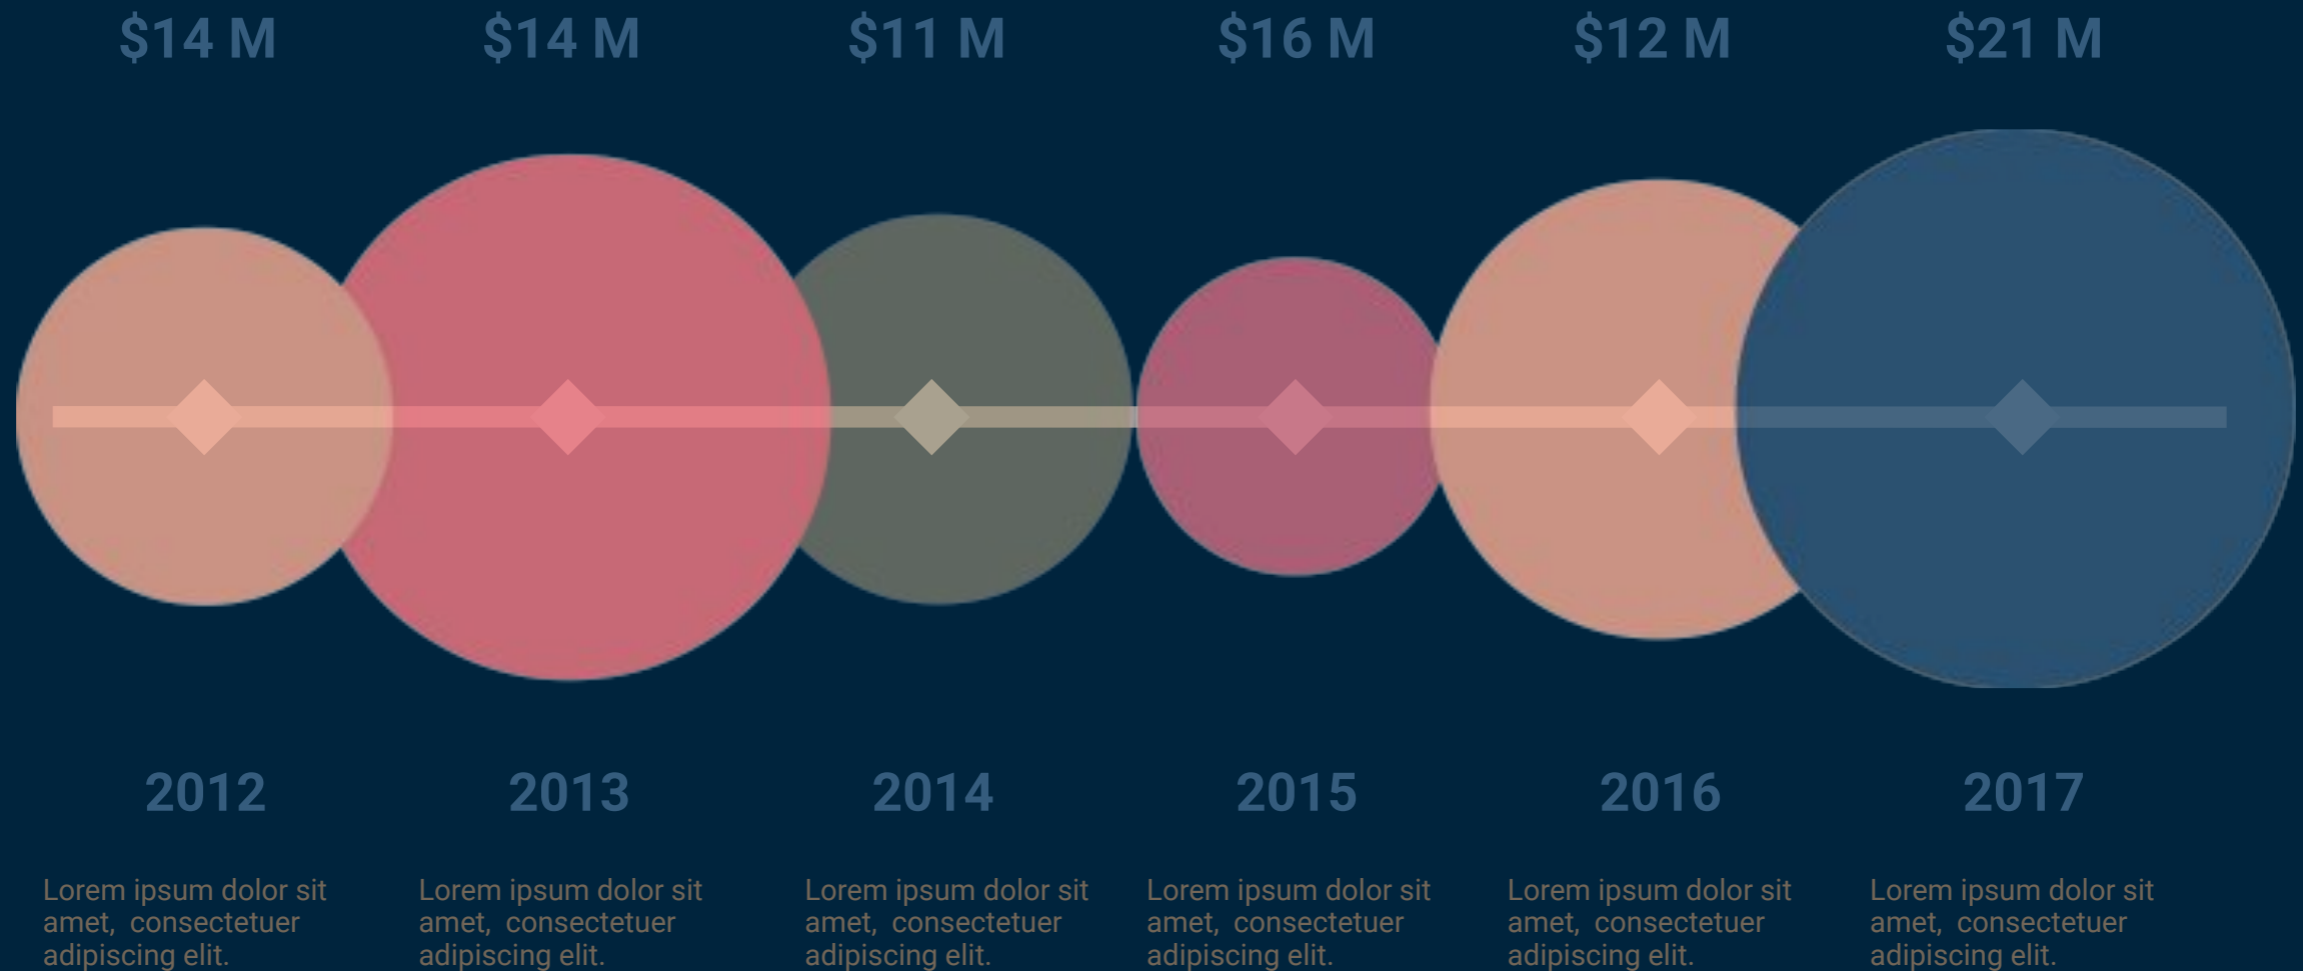 $14 M
$14 M
$11 M
$16 M
$12 M
$21 M
2012
2013
2014
2015
2016
2017
Lorem ipsum dolor sit
amet,  consectetuer
adipiscing elit.
Lorem ipsum dolor sit
amet,  consectetuer
adipiscing elit.
Lorem ipsum dolor sit
amet,  consectetuer
adipiscing elit.
Lorem ipsum dolor sit
amet,  consectetuer
adipiscing elit.
Lorem ipsum dolor sit
amet,  consectetuer
adipiscing elit.
Lorem ipsum dolor sit
amet,  consectetuer
adipiscing elit.